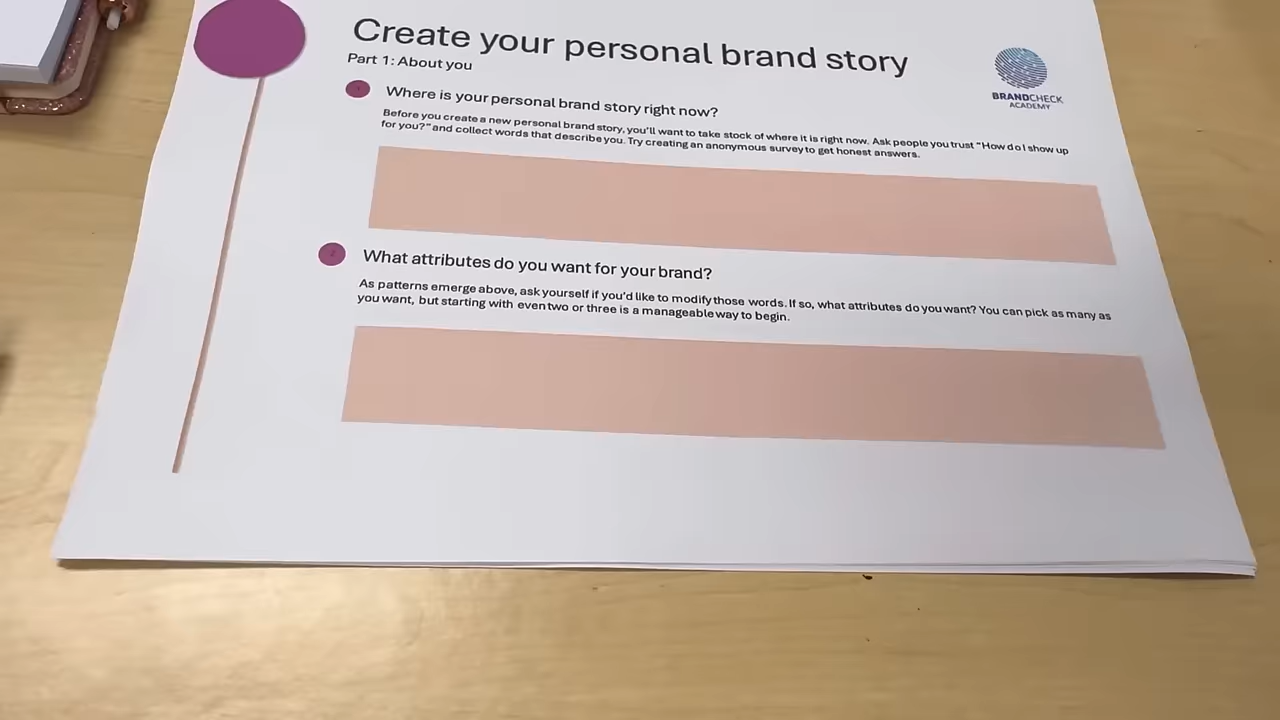 Create your personal brand story
Part 1: About you
BRANDCHECK
ACADEMY
1
Where is your personal brand story right now?
Before you create a new personal brand story, you'll want to take stock of where it is right now. Ask people you trust "How do I show up
for you?" and collect words that describe you. Try creating an anonymous survey to get honest answers.
2
What attributes do you want for your brand?
As patterns emerge above, ask yourself if you'd like to modify those words. If so, what attributes do you want? You can pick as many as
you want, but starting with even two or three is a manageable way to begin.